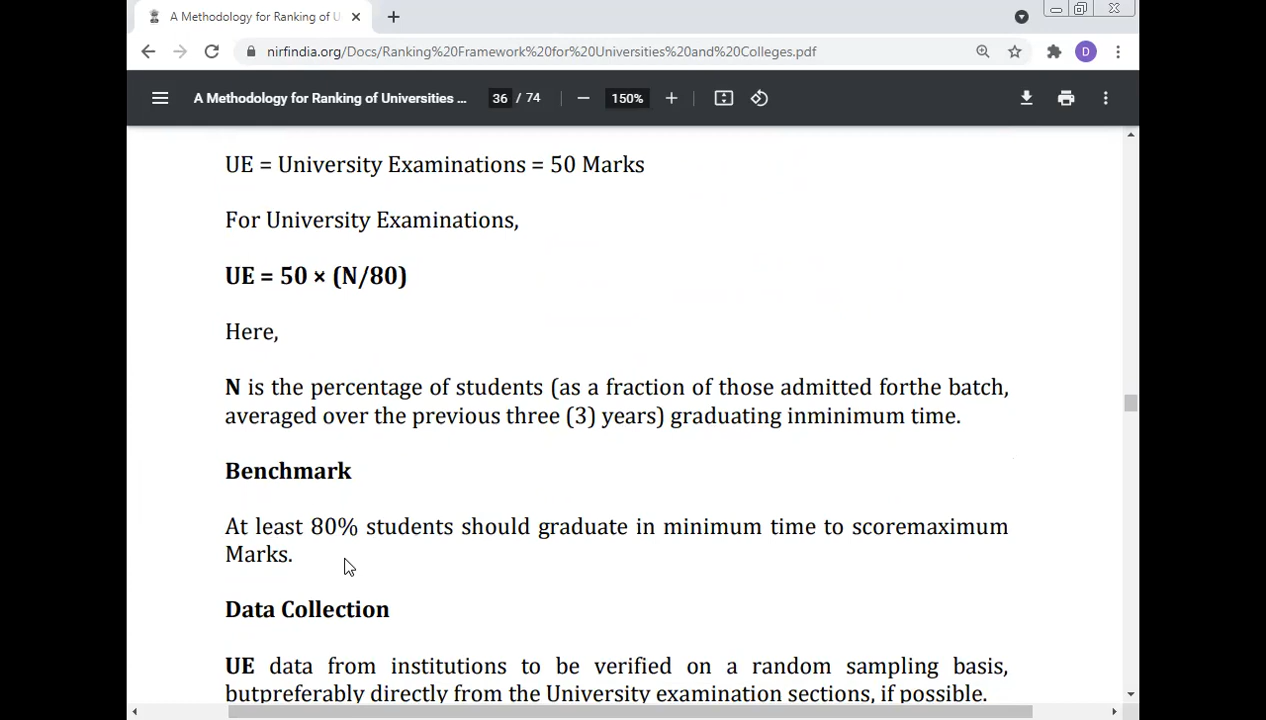 A Methodology for Ranking of U
nirfindia.org/Docs/Ranking%20Framework%20for%20Universities%20and%20Colleges.pdf
D
A Methodology for Ranking of Universities ...
36 / 74
150%
UE = University Examinations = 50 Marks
For University Examinations,
UE = 50 × (N/80)
Here,
N is the percentage of students (as a fraction of those admitted forthe batch,
averaged over the previous three (3) years) graduating inminimum time.
Benchmark
At least 80% students should graduate in minimum time to scoremaximum
Marks.
Data Collection
UE data from institutions to be verified on a random sampling basis,
butpreferably directly from the University examination sections, if possible.